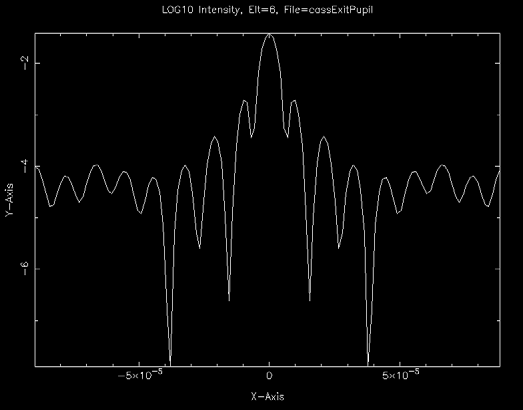 LOG10 Intensity, Elt=6, File=cassExitPupil
-2
-4
-6
Y-Axis
-5×10⁻⁵ 0 5×10⁻⁵
X-Axis